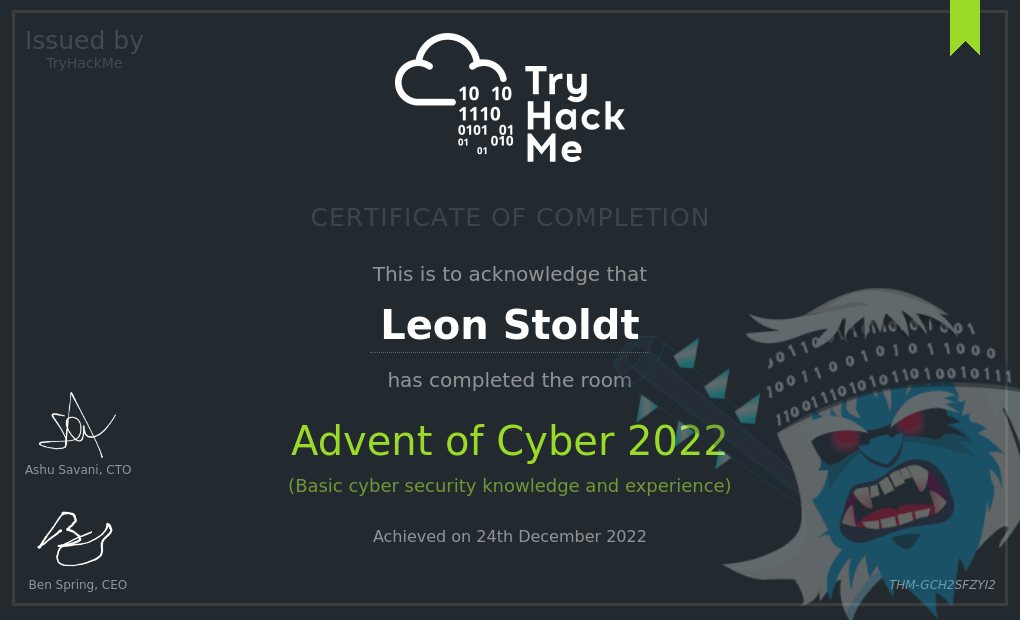 Issued by
TryHackMe
10 10
1110
0101 01
01 010
01
Try
Hack
Me
CERTIFICATE OF COMPLETION
This is to acknowledge that
Leon Stoldt
has completed the room
Advent of Cyber 2022
(Basic cyber security knowledge and experience)
Achieved on 24th December 2022
Ashu Savani, CTO
Ben Spring, CEO
THM-GCH2SFZYI2